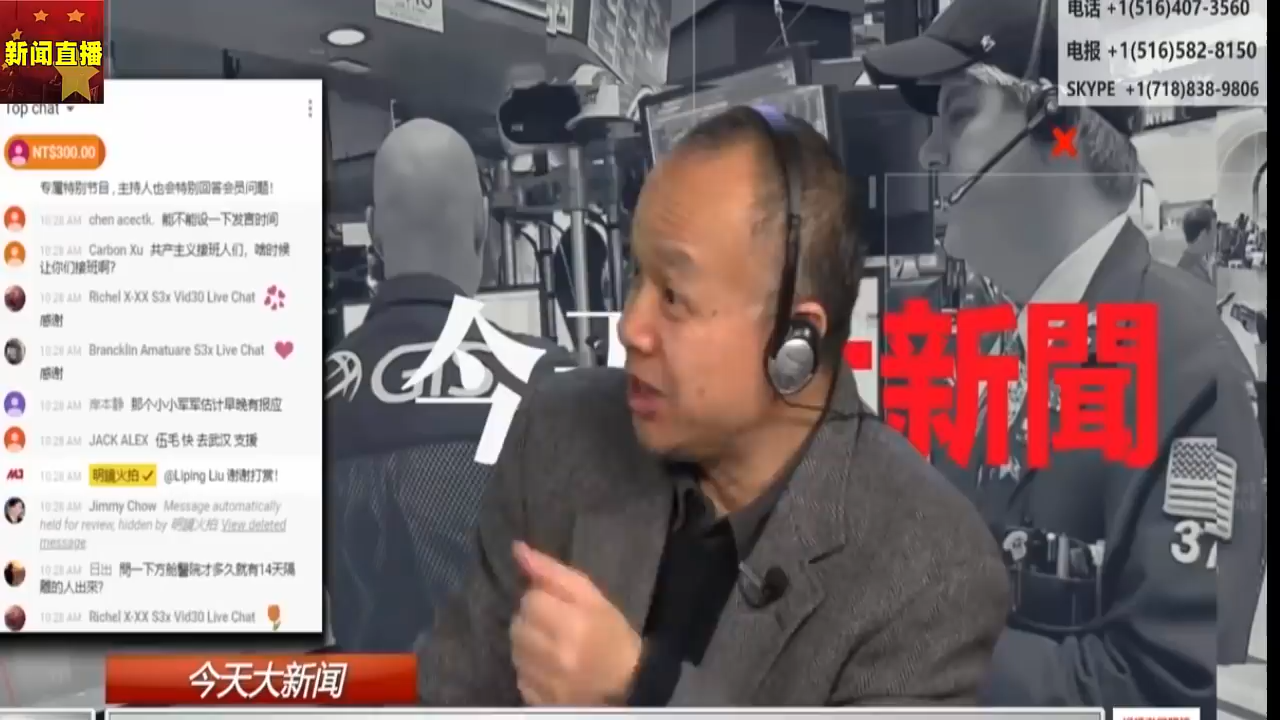 新闻直播
电话 +1(516)407-3560
电报 +1(516)582-8150
SKYPE +1(718)838-9806
Top chat
NT$300.00
专属特别节目,主持人也会特别回答会员问题!
10:28 AM chen acectk. 能不能设一下发言时间
10:28 AM Carbon Xu 共产主义接班人们，啥时候
让你们接班啊?
10:28 AM Richel X-XX S3x Vid30 Live Chat
感谢
10:28 AM Brancklin Amatuare S3x Live Chat
感谢
10:28 AM 岸本静 那个小小军军估计早晚有报应
10:28 AM JACK ALEX 伍毛 快 去武汉 支援
10:28 AM 明鏡火拍 @Liping Liu 谢谢打赏!
10:28 AM Jimmy Chow Message automatically
held for review, hidden by 明鏡火拍 View deleted
message
10:28 AM 日出 問一下方舱醫院才多久就有14天隔
離的人出來?
10:28 AM Richel X-XX S3x Vid30 Live Chat
今
新聞
GTS
37
今天大新闻